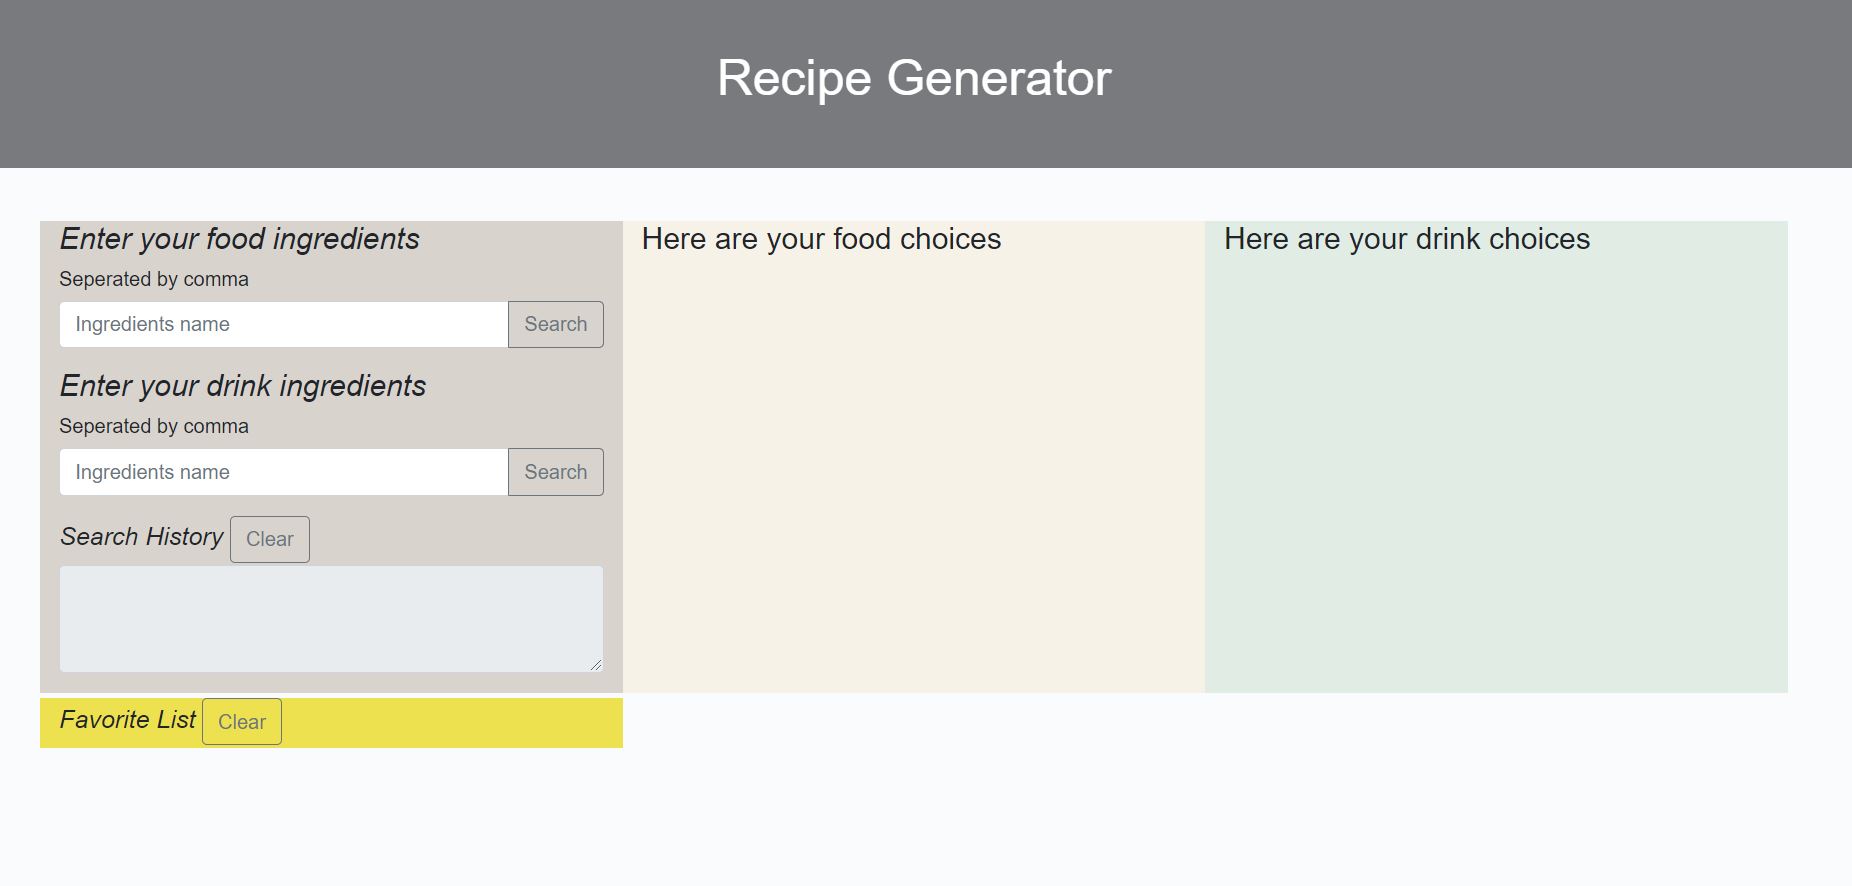 Recipe Generator
Enter your food ingredients
Seperated by comma
Ingredients name
Search
Enter your drink ingredients
Seperated by comma
Ingredients name
Search
Search History
Clear
Favorite List
Clear
Here are your food choices
Here are your drink choices